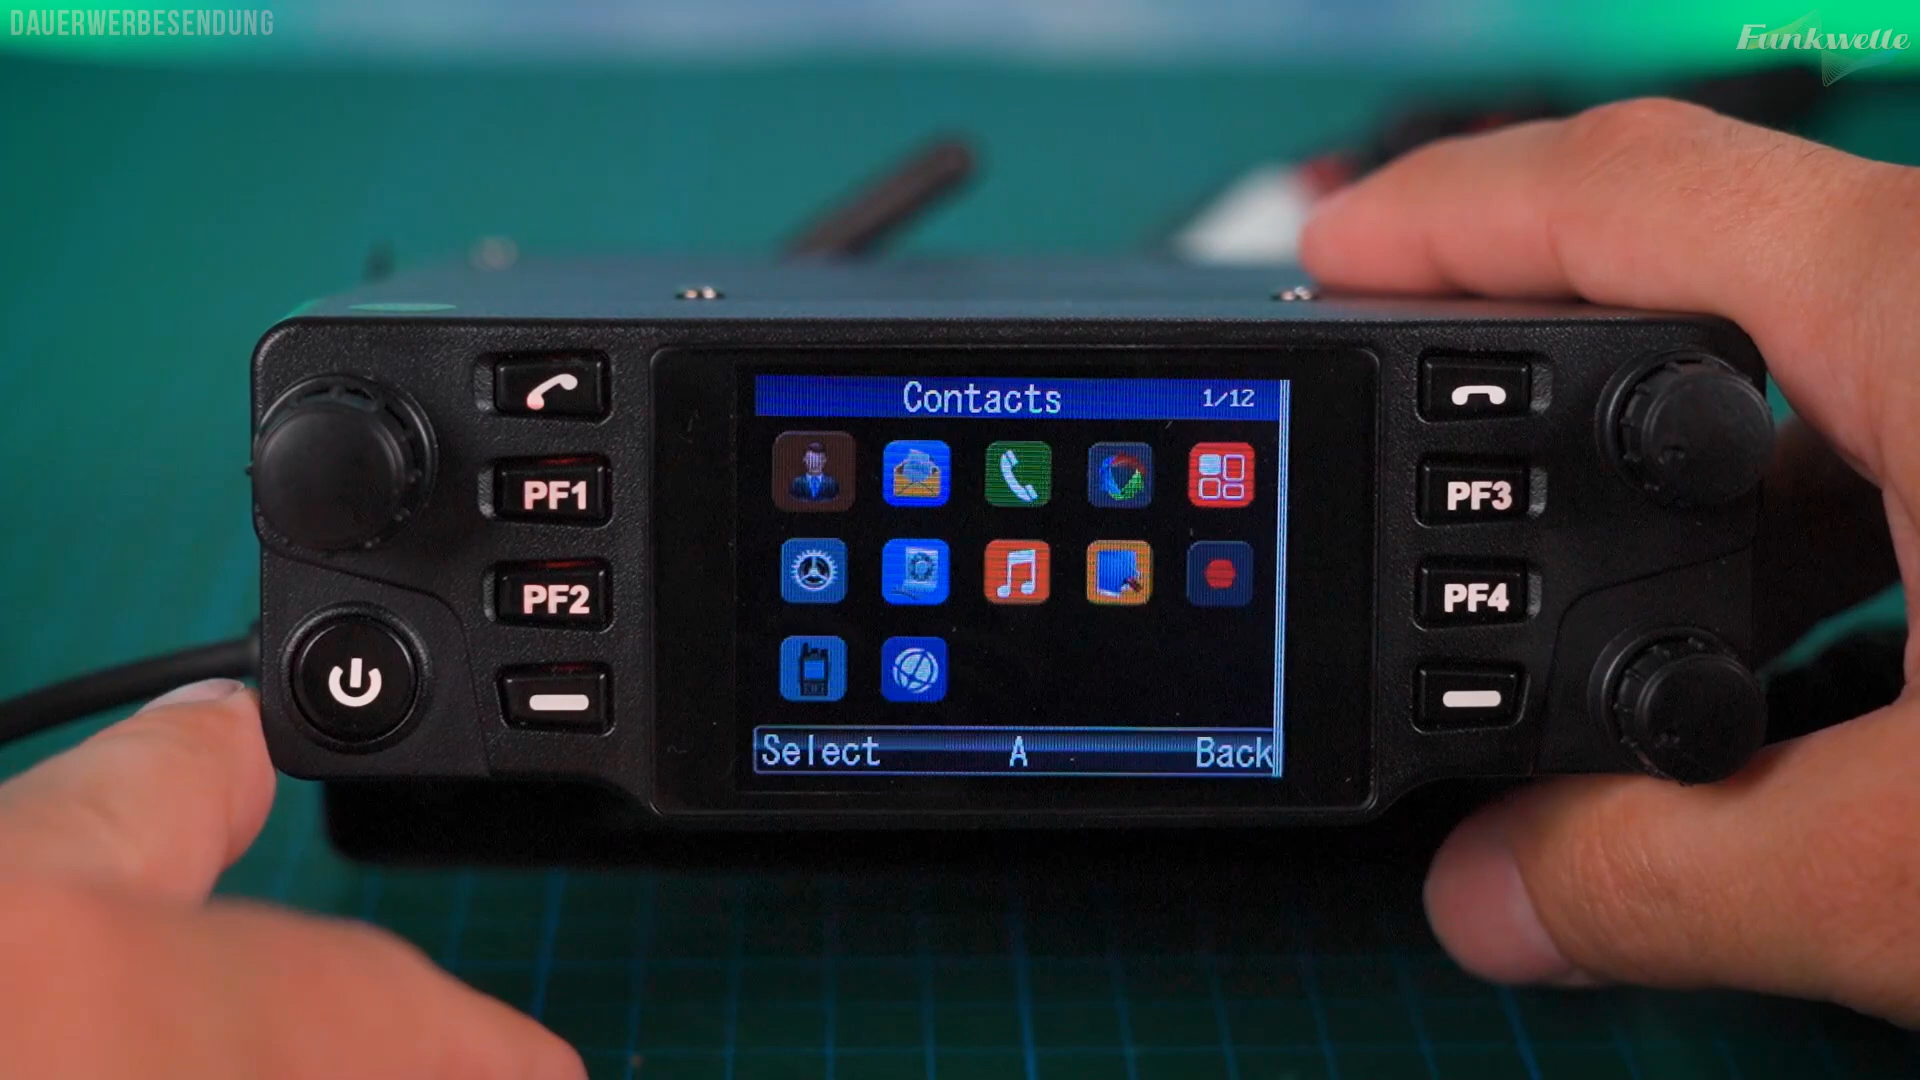 DAUERWERBESENDUNG
Funkwelle
Contacts 1/12
PF1
PF3
PF2
PF4
Select A Back